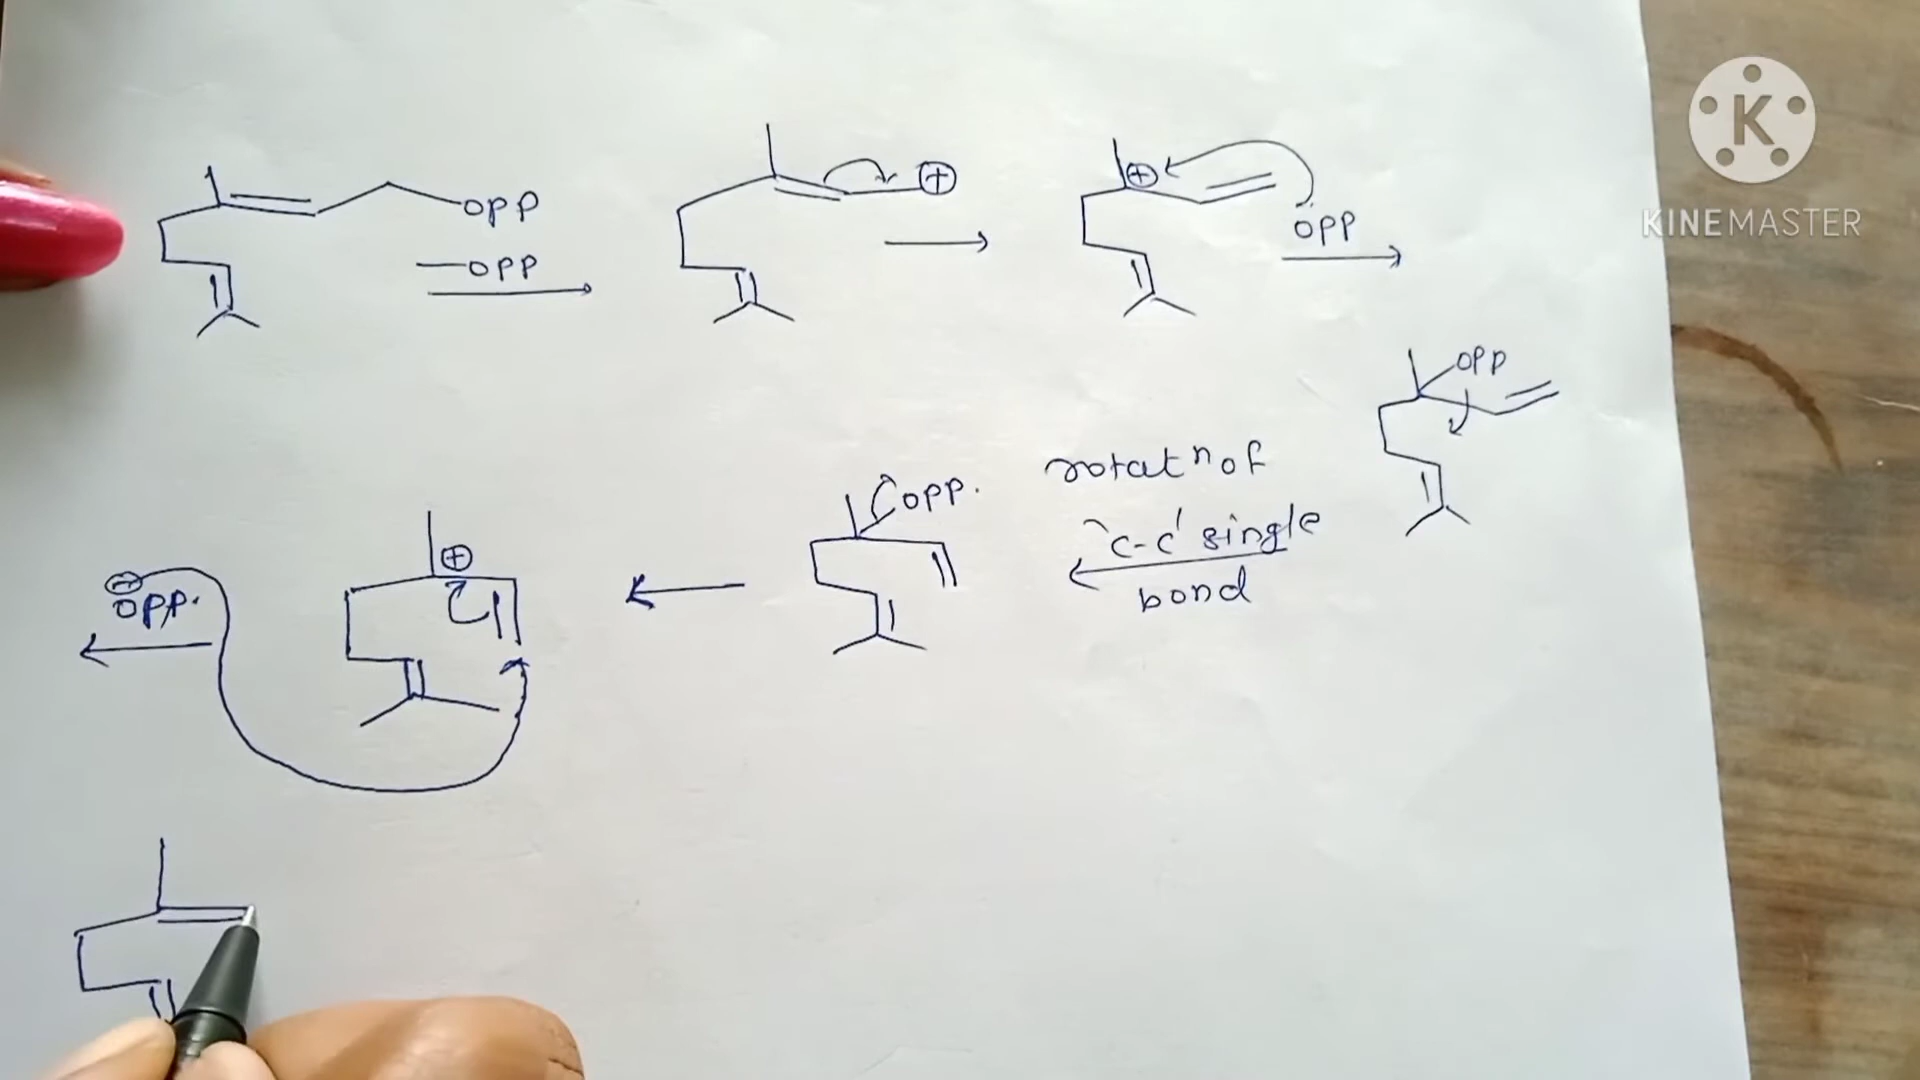 K
KINEMASTER
OPP
—OPP
⊕
⊕
OPP
OPP
rotatⁿ of
'c-c' single
bond
OPP.
⊕
⊖
OPP.